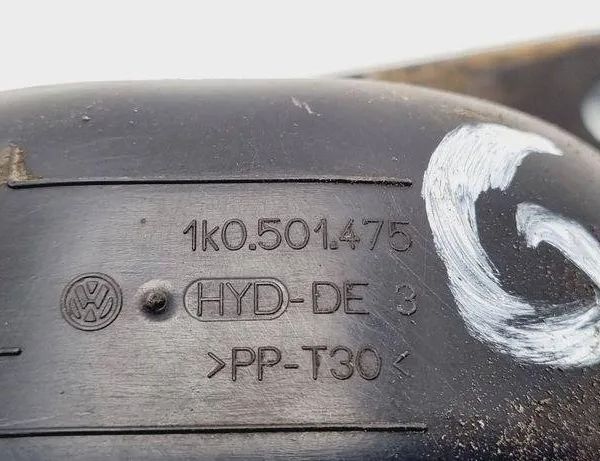 1k0.501.475
HYD-DE 3
>PP-T30<
G